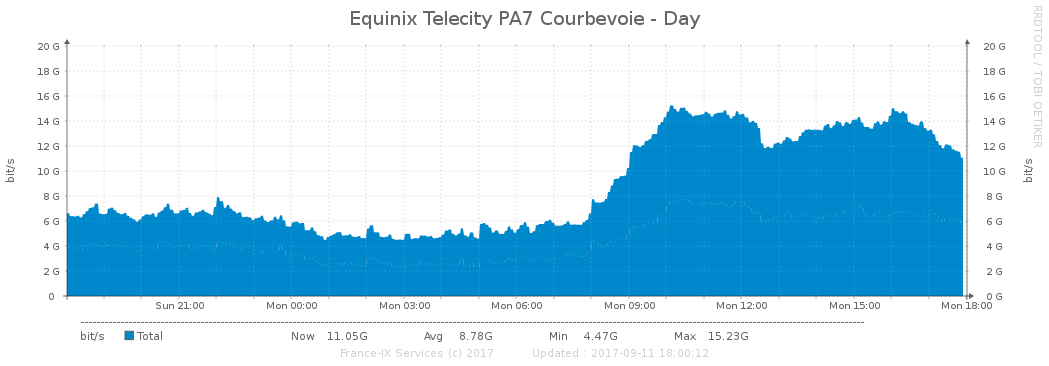 Equinix Telecity PA7 Courbevoie - Day
RRDTOOL / TOBI OETIKER
20 G 20 G
18 G 18 G
16 G 16 G
14 G 14 G
12 G 12 G
10 G 10 G
8 G 8 G
6 G 6 G
4 G 4 G
2 G 2 G
0 0 G
bit/s bit/s
Sun 21:00 Mon 00:00 Mon 03:00 Mon 06:00 Mon 09:00 Mon 12:00 Mon 15:00 Mon 18:00
bit/s Total Now 11.05G Avg 8.78G Min 4.47G Max 15.23G
France-IX Services (c) 2017 Updated : 2017-09-11 18:00:12